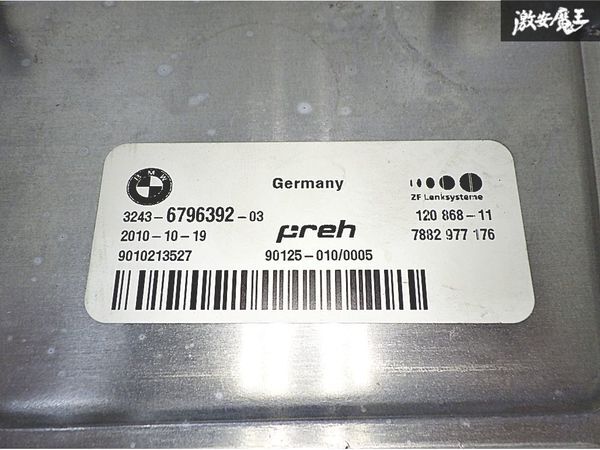 激安魔王
BMW
Germany
ZF Lenksysteme
3243-6796392-03
120 868-11
2010-10-19
preh
7882 977 176
9010213527
90125-010/0005